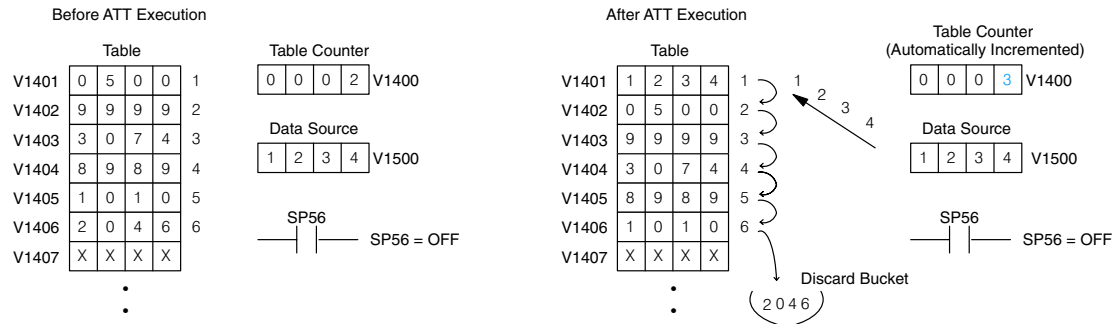 Before ATT Execution
Table
V1401 0 5 0 0 1
V1402 9 9 9 9 2
V1403 3 0 7 4 3
V1404 8 9 8 9 4
V1405 1 0 1 0 5
V1406 2 0 4 6 6
V1407 X X X X
Table Counter
0 0 0 2 V1400
Data Source
1 2 3 4 V1500
SP56
SP56 = OFF
After ATT Execution
Table
V1401 1 2 3 4 1
V1402 0 5 0 0 2
V1403 9 9 9 9 3
V1404 3 0 7 4 4
V1405 8 9 8 9 5
V1406 1 0 1 0 6
V1407 X X X X
1 2 3 4
Discard Bucket
2 0 4 6
Table Counter
(Automatically Incremented)
0 0 0 3 V1400
Data Source
1 2 3 4 V1500
SP56
SP56 = OFF